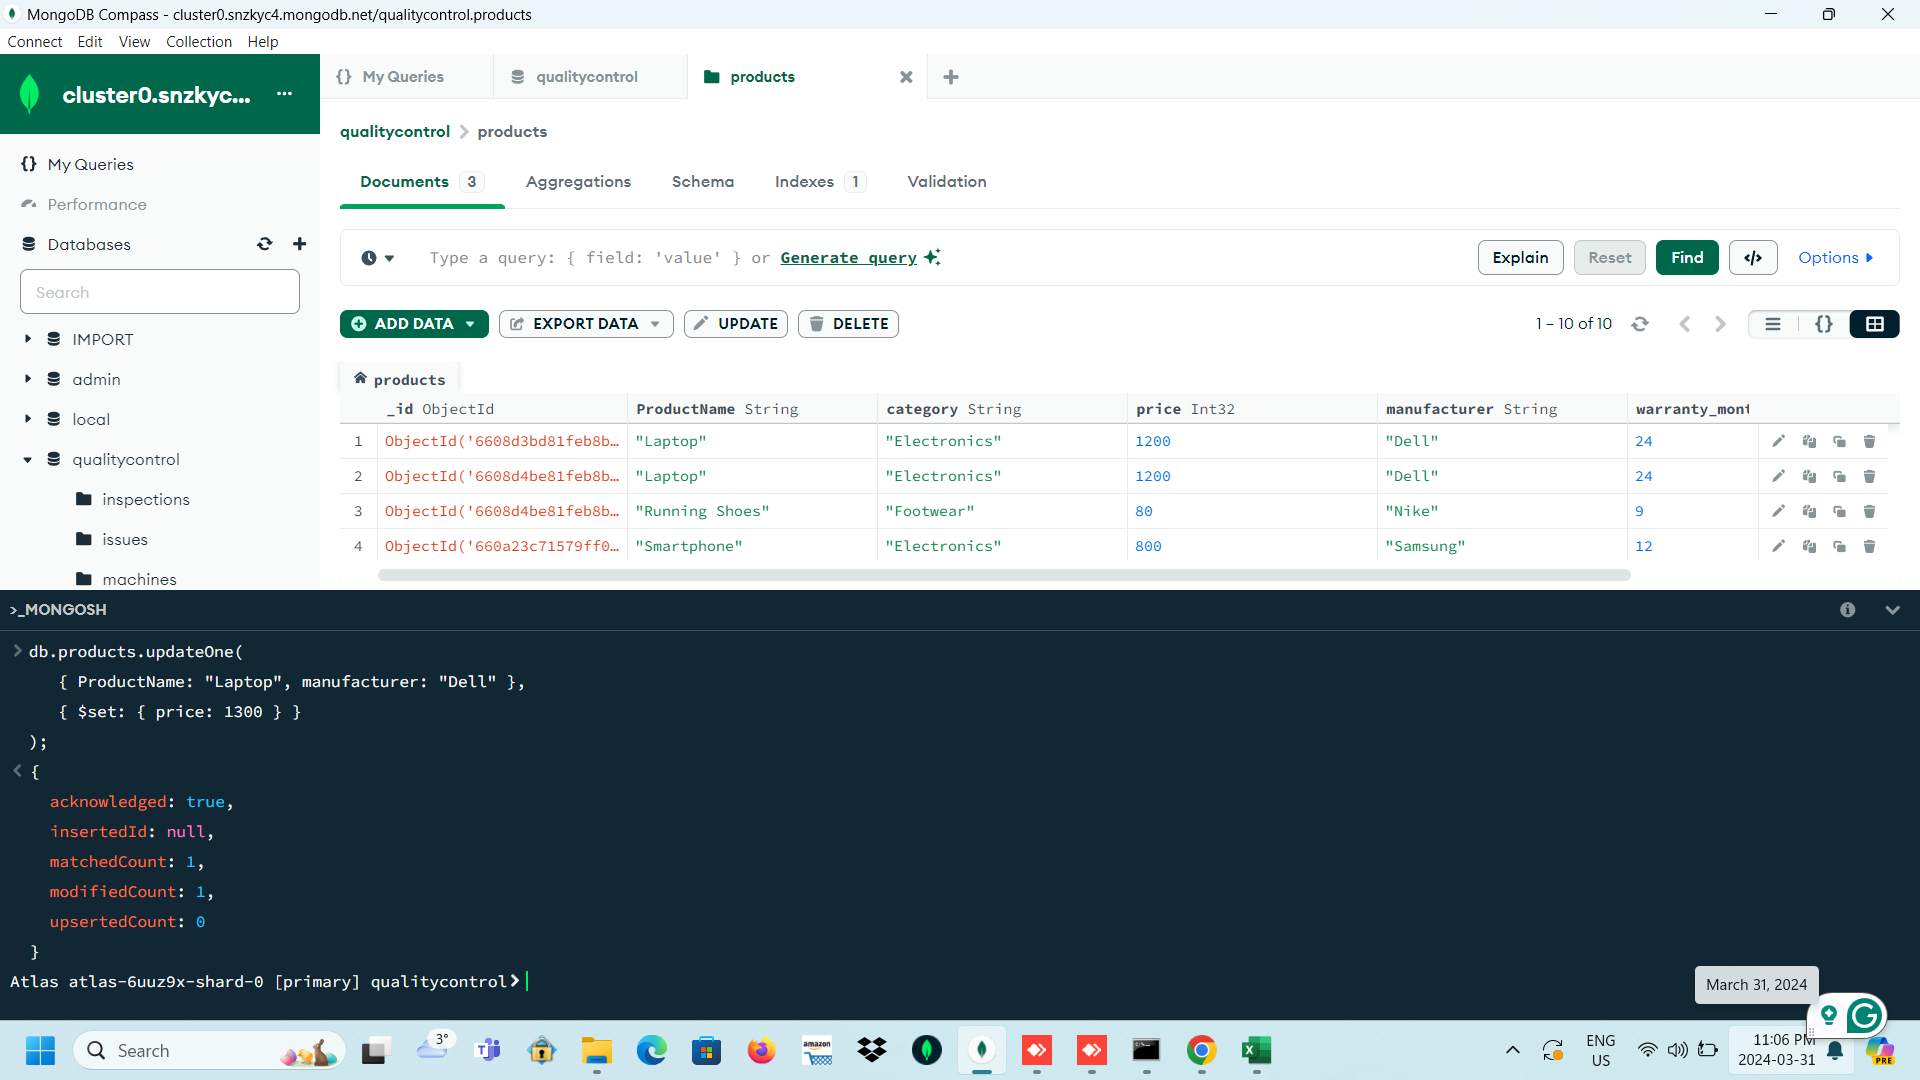 MongoDB Compass - cluster0.snzkyc4.mongodb.net/qualitycontrol.products
Connect Edit View Collection Help
cluster0.snzkyc... ...
{} My Queries
qualitycontrol
products
qualitycontrol > products
My Queries
Performance
Databases
Search
IMPORT
admin
local
qualitycontrol
inspections
issues
machines
Documents 3 Aggregations Schema Indexes 1 Validation
Type a query: { field: 'value' } or Generate query
Explain Reset Find </> Options
ADD DATA EXPORT DATA UPDATE DELETE
1 – 10 of 10
products
_id ObjectId ProductName String category String price Int32 manufacturer String warranty_mont
1 ObjectId('6608d3bd81feb8b… "Laptop" "Electronics" 1200 "Dell" 24
2 ObjectId('6608d4be81feb8b… "Laptop" "Electronics" 1200 "Dell" 24
3 ObjectId('6608d4be81feb8b… "Running Shoes" "Footwear" 80 "Nike" 9
4 ObjectId('660a23c71579ff0… "Smartphone" "Electronics" 800 "Samsung" 12
>_MONGOSH
> db.products.updateOne(
{ ProductName: "Laptop", manufacturer: "Dell" },
{ $set: { price: 1300 } }
);
< {
acknowledged: true,
insertedId: null,
matchedCount: 1,
modifiedCount: 1,
upsertedCount: 0
}
Atlas atlas-6uuz9x-shard-0 [primary] qualitycontrol>
March 31, 2024
Search
3°
amazon
ENG
US
11:06 PM
2024-03-31
PRE